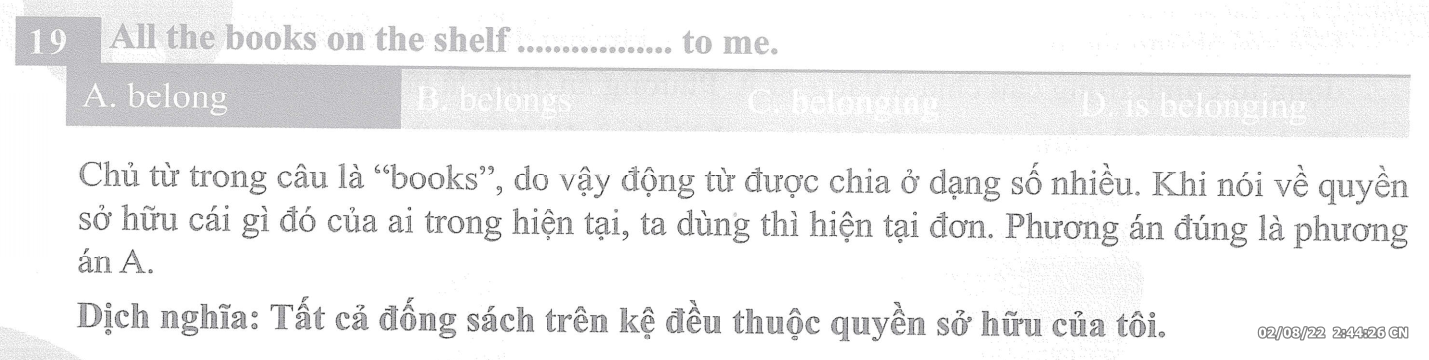 19 All the books on the shelf ................. to me.
A. belong B. belongs C. belonging D. is belonging
Chủ từ trong câu là “books”, do vậy động từ được chia ở dạng số nhiều. Khi nói về quyền
sở hữu cái gì đó của ai trong hiện tại, ta dùng thì hiện tại đơn. Phương án đúng là phương
án A.
Dịch nghĩa: Tất cả đống sách trên kệ đều thuộc quyền sở hữu của tôi.
02/08/22 2:44:26 CN